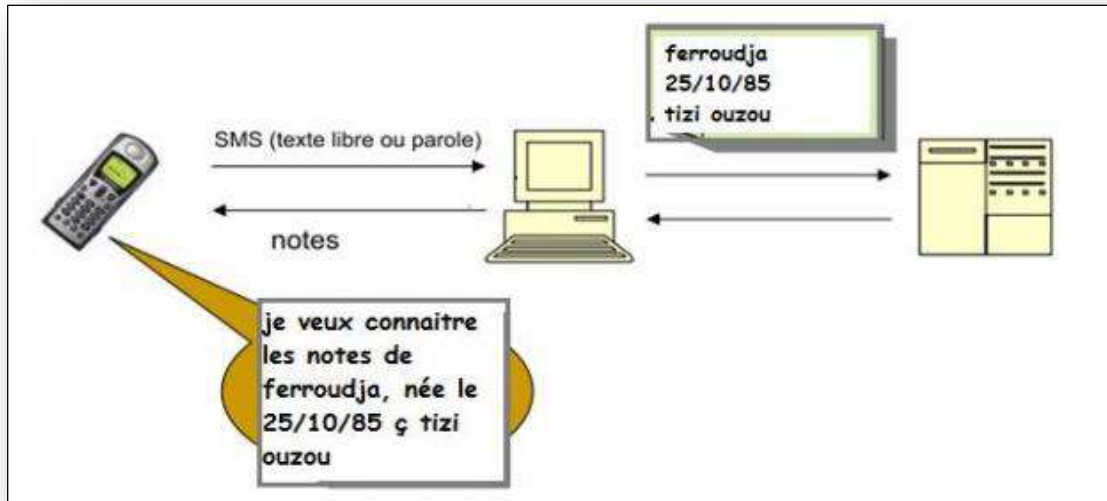 ferroudja
25/10/85
. tizi ouzou
SMS (texte libre ou parole)
notes
je veux connaitre
les notes de
ferroudja, née le
25/10/85 ç tizi
ouzou